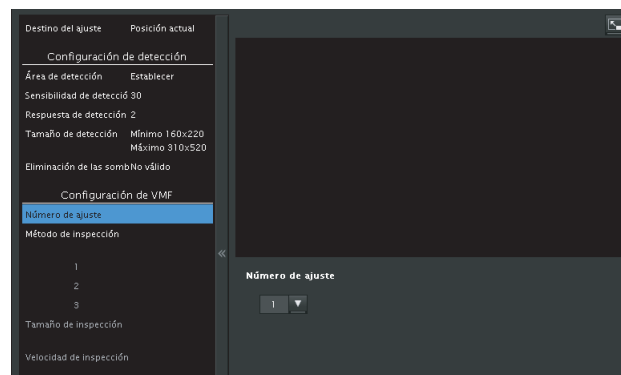 Destino del ajuste Posición actual
Configuración de detección
Área de detección Establecer
Sensibilidad de detecció 30
Respuesta de detección 2
Tamaño de detección Mínimo 160x220
Máximo 310x520
Eliminación de las somb No válido
Configuración de VMF
Número de ajuste
Método de inspección
«
1
2
3
Número de ajuste
1
Tamaño de inspección
Velocidad de inspección